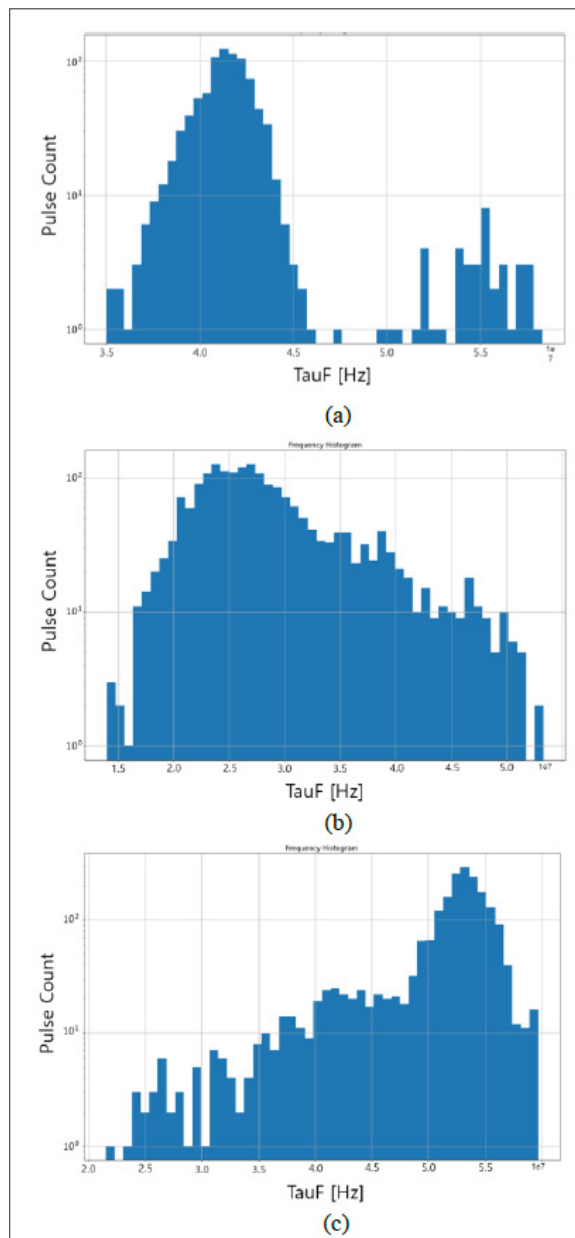 10²
10¹
10⁰
Pulse Count
3.5 4.0 4.5 5.0 5.5 1e7
TauF [Hz]
(a)
Frequency Histogram
10²
10¹
10⁰
Pulse Count
1.5 2.0 2.5 3.0 3.5 4.0 4.5 5.0 1e7
TauF [Hz]
(b)
Frequency Histogram
10²
10¹
10⁰
Pulse Count
2.0 2.5 3.0 3.5 4.0 4.5 5.0 5.5 1e7
TauF [Hz]
(c)